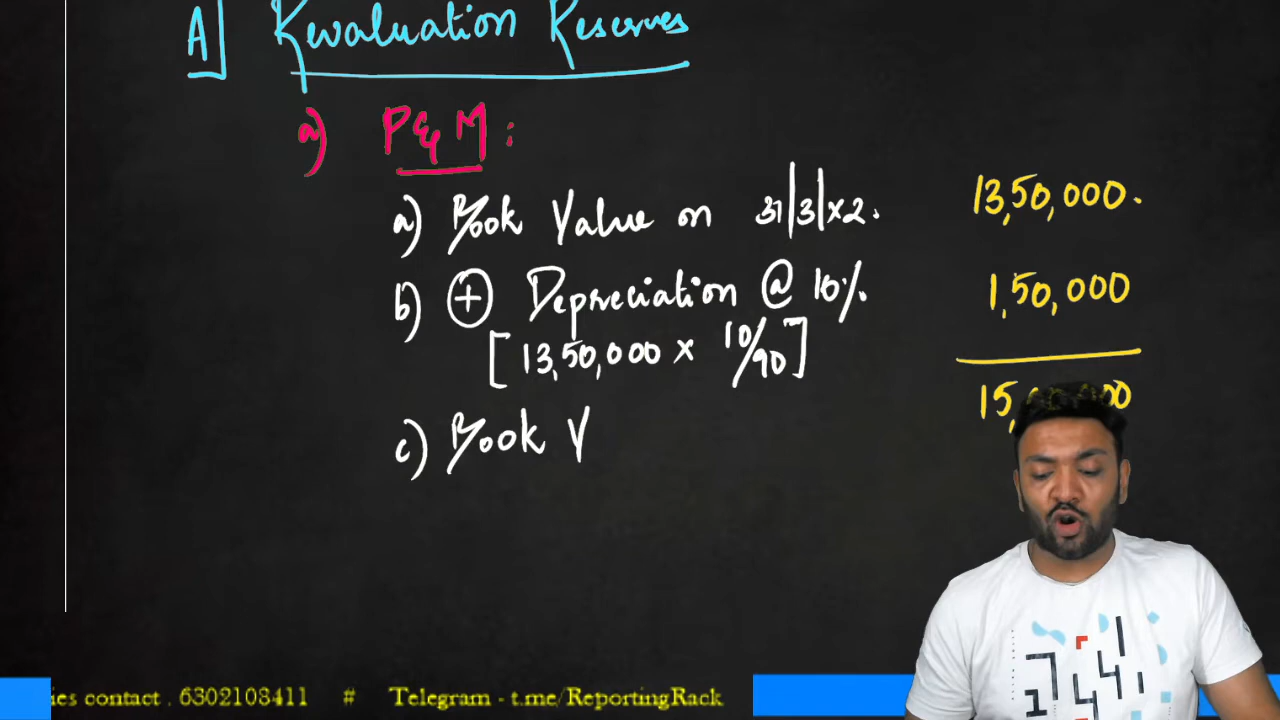 A] Revaluation Reserves
a) P&M:
a) Book Value on 31/3/x2. 13,50,000.
b) (+) Depreciation @ 10%. 1,50,000
[13,50,000 x 10/90]
c) Book V
ies contact . 6302108411 # Telegram - t.me/ReportingRack